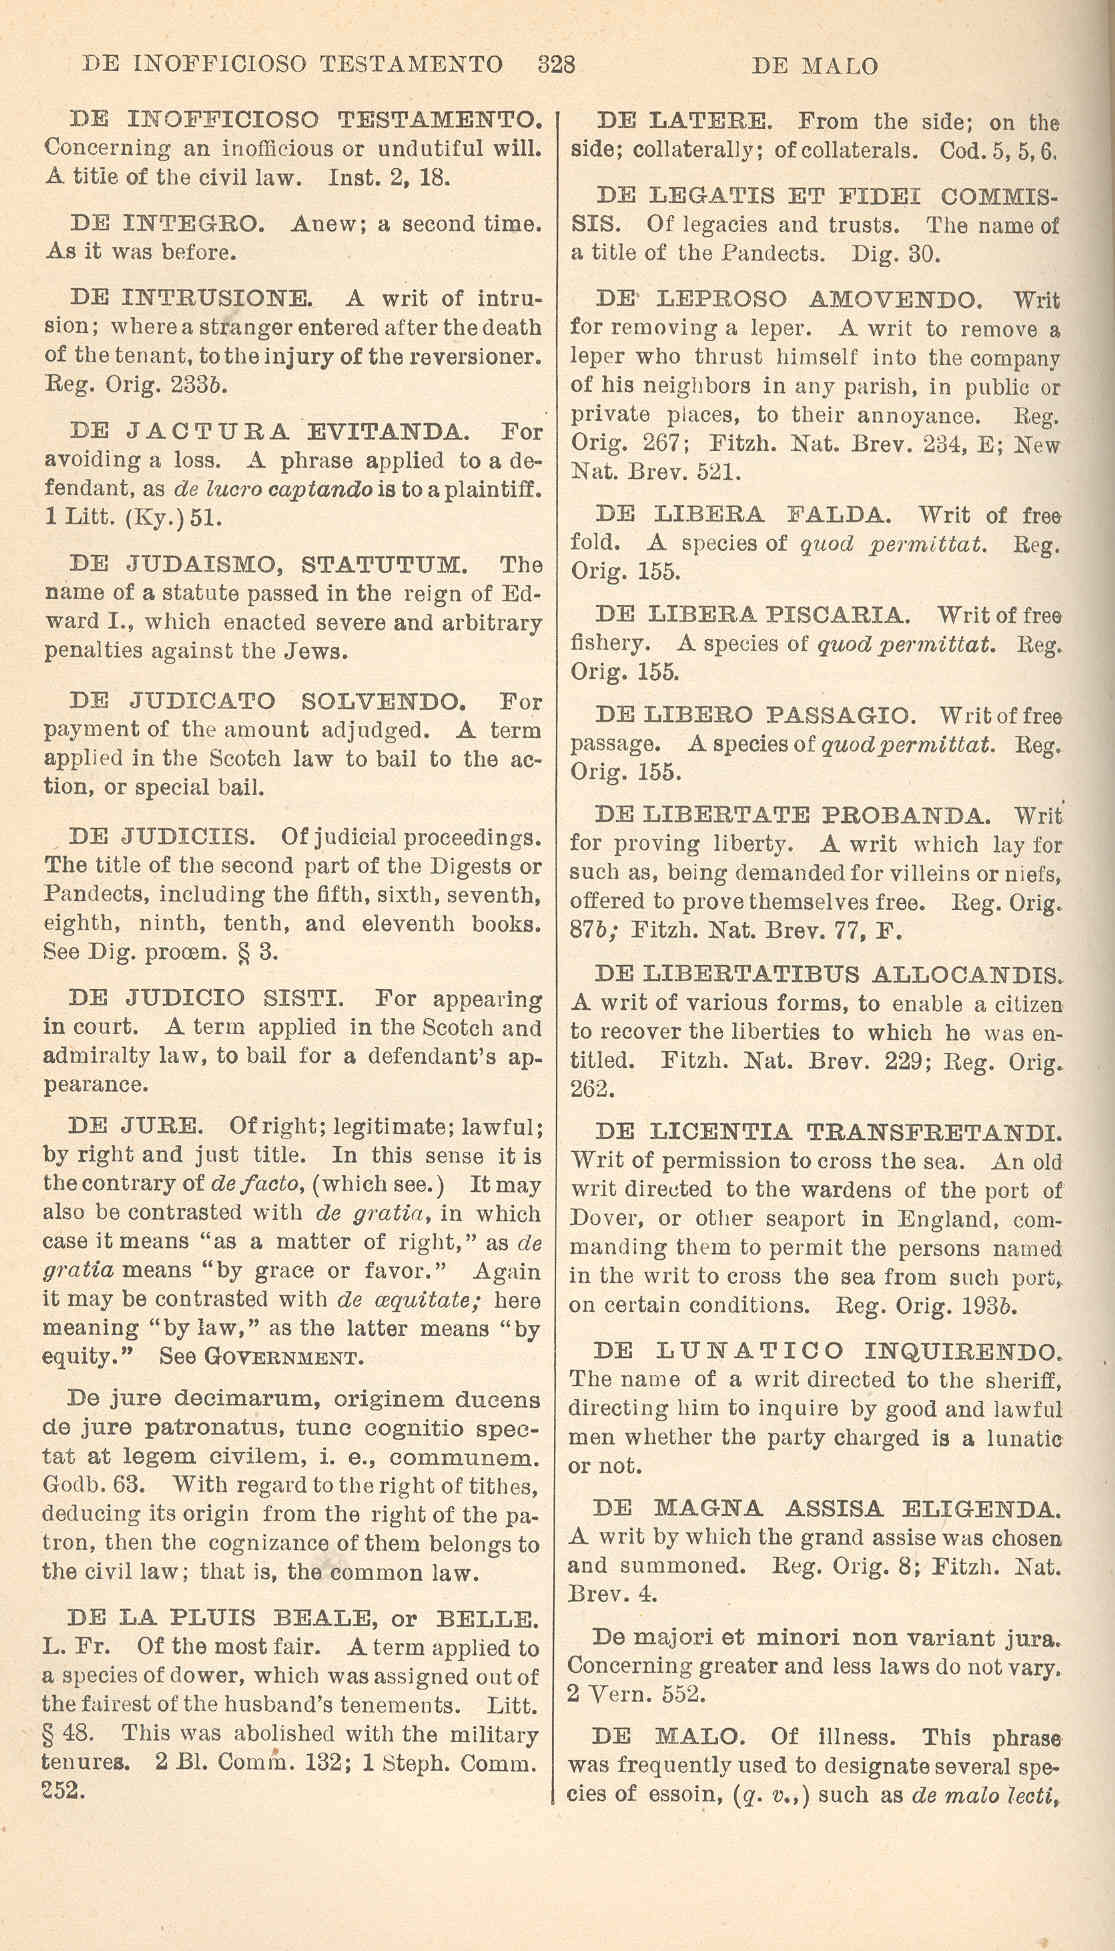 DE INOFFICIOSO TESTAMENTO 328 DE MALO
DE INOFFICIOSO TESTAMENTO.
Concerning an inofficious or undutiful will.
A title of the civil law. Inst. 2, 18.
DE INTEGRO. Anew; a second time.
As it was before.
DE INTRUSIONE. A writ of intru-
sion; where a stranger entered after the death
of the tenant, to the injury of the reversioner.
Reg. Orig. 233b.
DE JACTURA EVITANDA. For
avoiding a loss. A phrase applied to a de-
fendant, as de lucro captando is to a plaintiff.
1 Litt. (Ky.) 51.
DE JUDAISMO, STATUTUM. The
name of a statute passed in the reign of Ed-
ward I., which enacted severe and arbitrary
penalties against the Jews.
DE JUDICATO SOLVENDO. For
payment of the amount adjudged. A term
applied in the Scotch law to bail to the ac-
tion, or special bail.
DE JUDICIIS. Of judicial proceedings.
The title of the second part of the Digests or
Pandects, including the fifth, sixth, seventh,
eighth, ninth, tenth, and eleventh books.
See Dig. procem. § 3.
DE JUDICIO SISTI. For appearing
in court. A term applied in the Scotch and
admiralty law, to bail for a defendant's ap-
pearance.
DE JURE. Of right; legitimate; lawful;
by right and just title. In this sense it is
the contrary of de facto, (which see.) It may
also be contrasted with de gratia, in which
case it means "as a matter of right," as de
gratia means "by grace or favor." Again
it may be contrasted with de æquitate; here
meaning "by law," as the latter means "by
equity." See GOVERNMENT.
De jure decimarum, originem ducens
de jure patronatus, tunc cognitio spec-
tat at legem civilem, i. e., communem.
Godb. 63. With regard to the right of tithes,
deducing its origin from the right of the pa-
tron, then the cognizance of them belongs to
the civil law; that is, the common law.
DE LA PLUIS BEALE, or BELLE.
L. Fr. Of the most fair. A term applied to
a species of dower, which was assigned out of
the fairest of the husband's tenements. Litt.
§ 48. This was abolished with the military
tenures. 2 Bl. Comm. 132; 1 Steph. Comm.
252.
DE LATERE. From the side; on the
side; collaterally; of collaterals. Cod. 5, 5, 6.
DE LEGATIS ET FIDEI COMMIS-
SIS. Of legacies and trusts. The name of
a title of the Pandects. Dig. 30.
DE LEPROSO AMOVENDO. Writ
for removing a leper. A writ to remove a
leper who thrust himself into the company
of his neighbors in any parish, in public or
private places, to their annoyance. Reg.
Orig. 267; Fitzh. Nat. Brev. 234, E; New
Nat. Brev. 521.
DE LIBERA FALDA. Writ of free
fold. A species of quod permittat. Reg.
Orig. 155.
DE LIBERA PISCARIA. Writ of free
fishery. A species of quod permittat. Reg.
Orig. 155.
DE LIBERO PASSAGIO. Writ of free
passage. A species of quod permittat. Reg.
Orig. 155.
DE LIBERTATE PROBANDA. Writ
for proving liberty. A writ which lay for
such as, being demanded for villeins or niefs,
offered to prove themselves free. Reg. Orig.
87b; Fitzh. Nat. Brev. 77, F.
DE LIBERTATIBUS ALLOCANDIS.
A writ of various forms, to enable a citizen
to recover the liberties to which he was en-
titled. Fitzh. Nat. Brev. 229; Reg. Orig.
262.
DE LICENTIA TRANSFRETANDI.
Writ of permission to cross the sea. An old
writ directed to the wardens of the port of
Dover, or other seaport in England, com-
manding them to permit the persons named
in the writ to cross the sea from such port,
on certain conditions. Reg. Orig. 193b.
DE LUNATICO INQUIRENDO.
The name of a writ directed to the sheriff,
directing him to inquire by good and lawful
men whether the party charged is a lunatic
or not.
DE MAGNA ASSISA ELIGENDA.
A writ by which the grand assise was chosen
and summoned. Reg. Orig. 8; Fitzh. Nat.
Brev. 4.
De majori et minori non variant jura.
Concerning greater and less laws do not vary.
2 Vern. 552.
DE MALO. Of illness. This phrase
was frequently used to designate several spe-
cies of essoin, (q. v.,) such as de malo lecti,